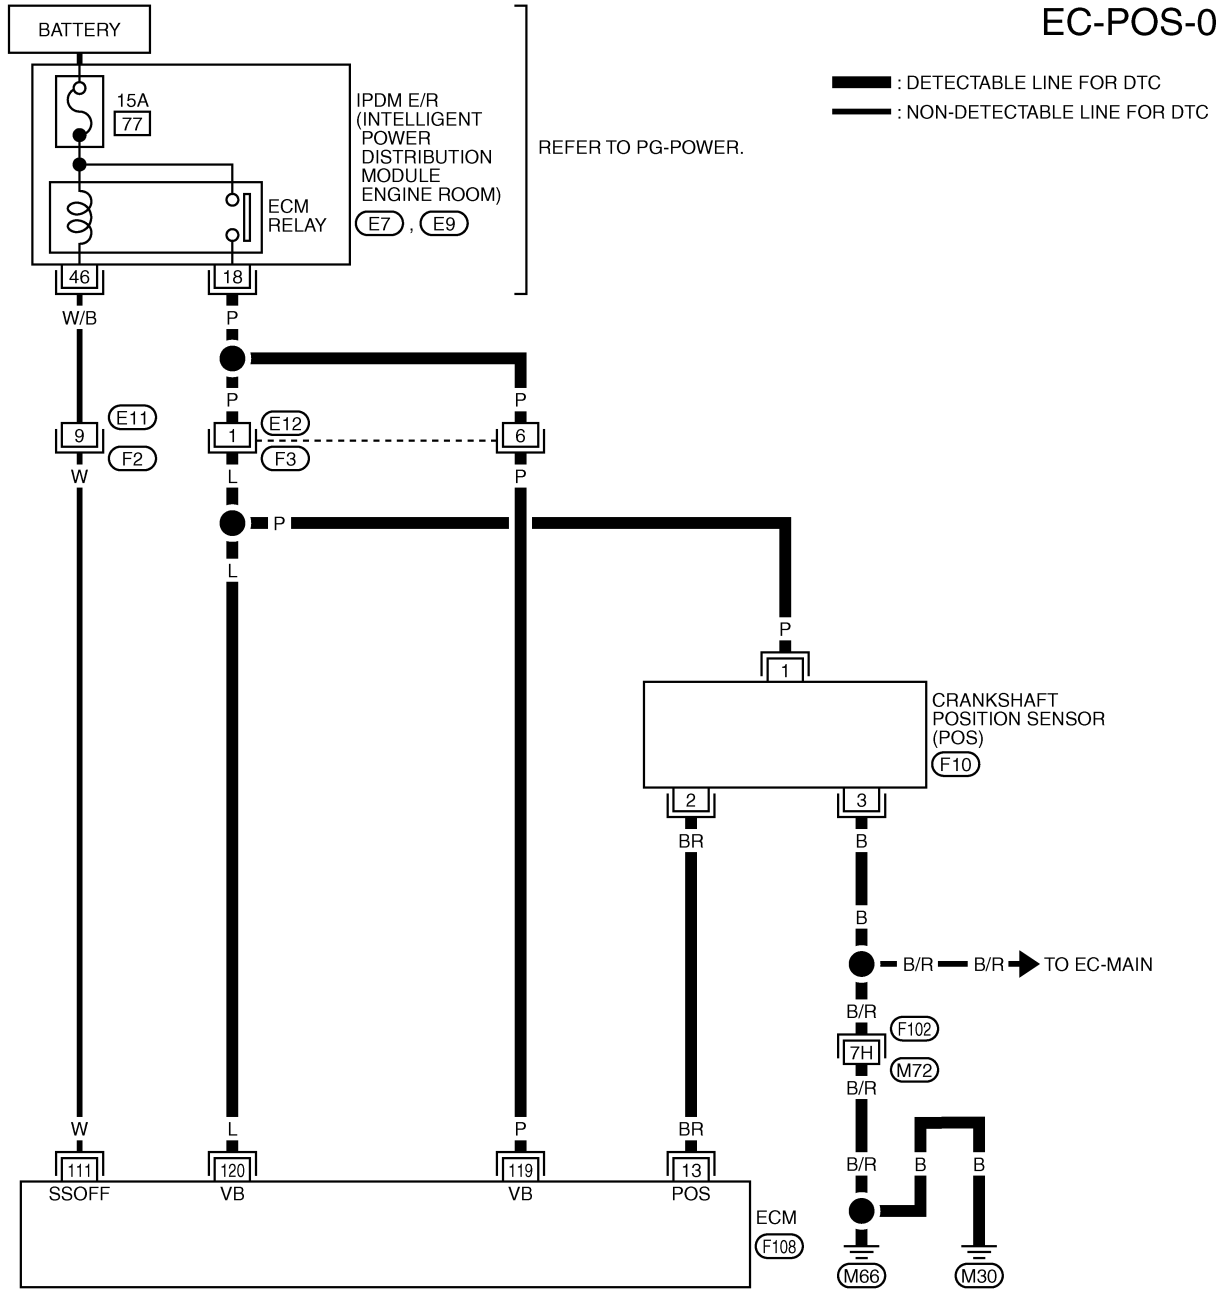 EC-POS-0
BATTERY
: DETECTABLE LINE FOR DTC
: NON-DETECTABLE LINE FOR DTC
15A
77
IPDM E/R
(INTELLIGENT
POWER
DISTRIBUTION
MODULE
ENGINE ROOM)
E7 , E9
REFER TO PG-POWER.
ECM
RELAY
46
18
W/B
P
P
P
9
E11
F2
1
E12
F3
6
W
L
P
P
L
P
1
CRANKSHAFT
POSITION SENSOR
(POS)
F10
2
3
BR
B
B
B/R
B/R
TO EC-MAIN
B/R
F102
7H
M72
B/R
W
L
P
BR
B/R
B
B
111
120
119
13
SSOFF
VB
VB
POS
ECM
F108
M66
M30